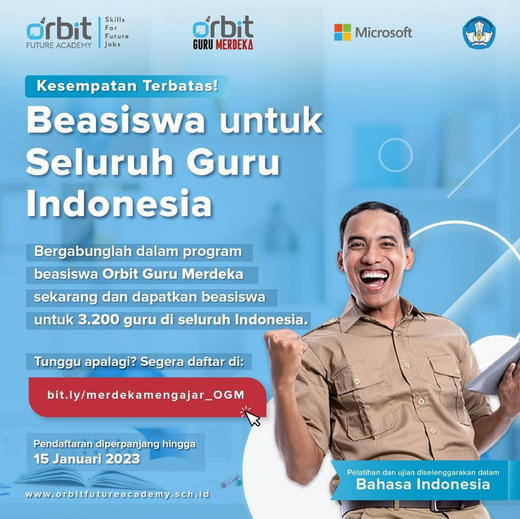 Orbit
FUTURE ACADEMY
Skills
For
Future
Jobs
Orbit
GURU MERDEKA
Microsoft
Kesempatan Terbatas!
Beasiswa untuk
Seluruh Guru
Indonesia
Bergabunglah dalam program
beasiswa Orbit Guru Merdeka
sekarang dan dapatkan beasiswa
untuk 3.200 guru di seluruh Indonesia.
Tunggu apalagi? Segera daftar di:
bit.ly/merdekamengajar_OGM
Pendaftaran diperpanjang hingga
15 Januari 2023
www.orbitfutureacademy.sch.id
Pelatihan dan ujian diselenggarakan dalam
Bahasa Indonesia